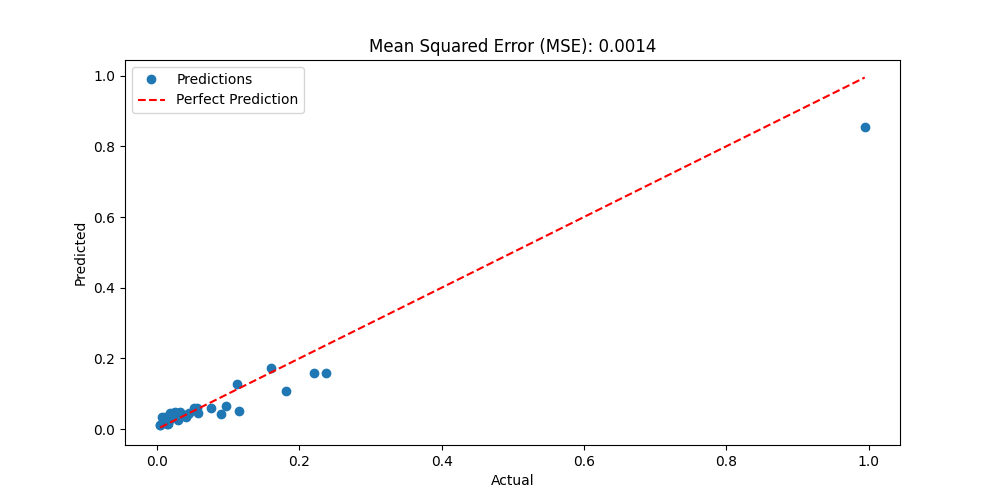 Mean Squared Error (MSE): 0.0014
Predictions
Perfect Prediction
1.0
0.8
0.6
0.4
0.2
0.0
Predicted
0.0 0.2 0.4 0.6 0.8 1.0
Actual